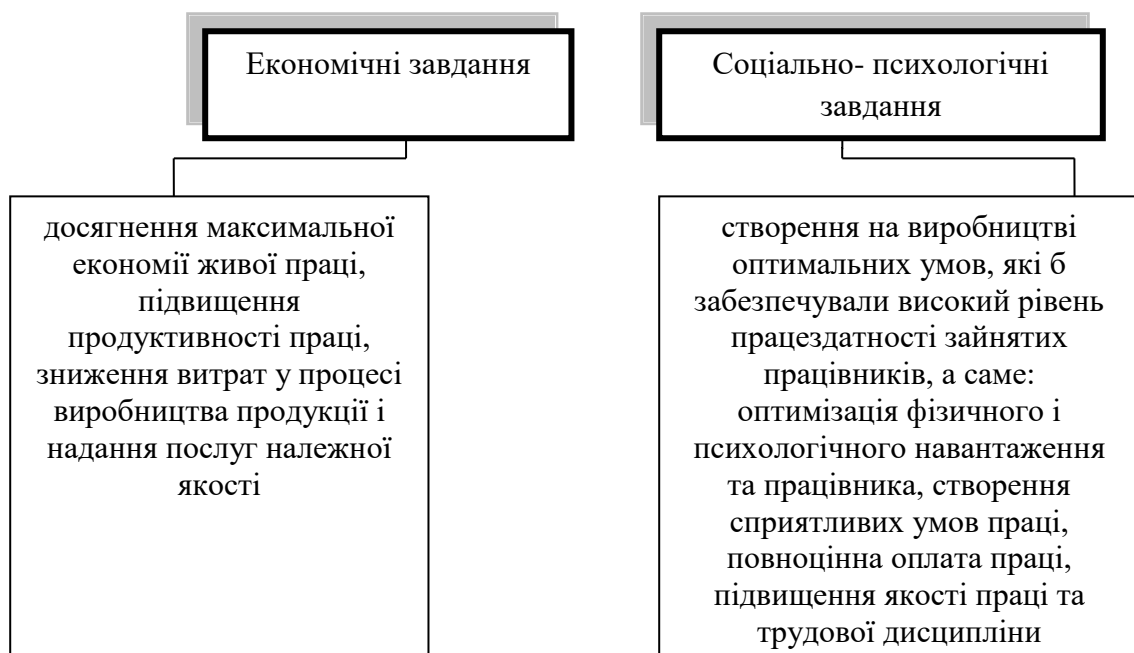 Економічні завдання
Соціально- психологічні
завдання
досягнення максимальної
економії живої праці,
підвищення
продуктивності праці,
зниження витрат у процесі
виробництва продукції і
надання послуг належної
якості
створення на виробництві
оптимальних умов, які б
забезпечували високий рівень
працездатності зайнятих
працівників, а саме:
оптимізація фізичного і
психологічного навантаження
та працівника, створення
сприятливих умов праці,
повноцінна оплата праці,
підвищення якості праці та
трудової дисципліни